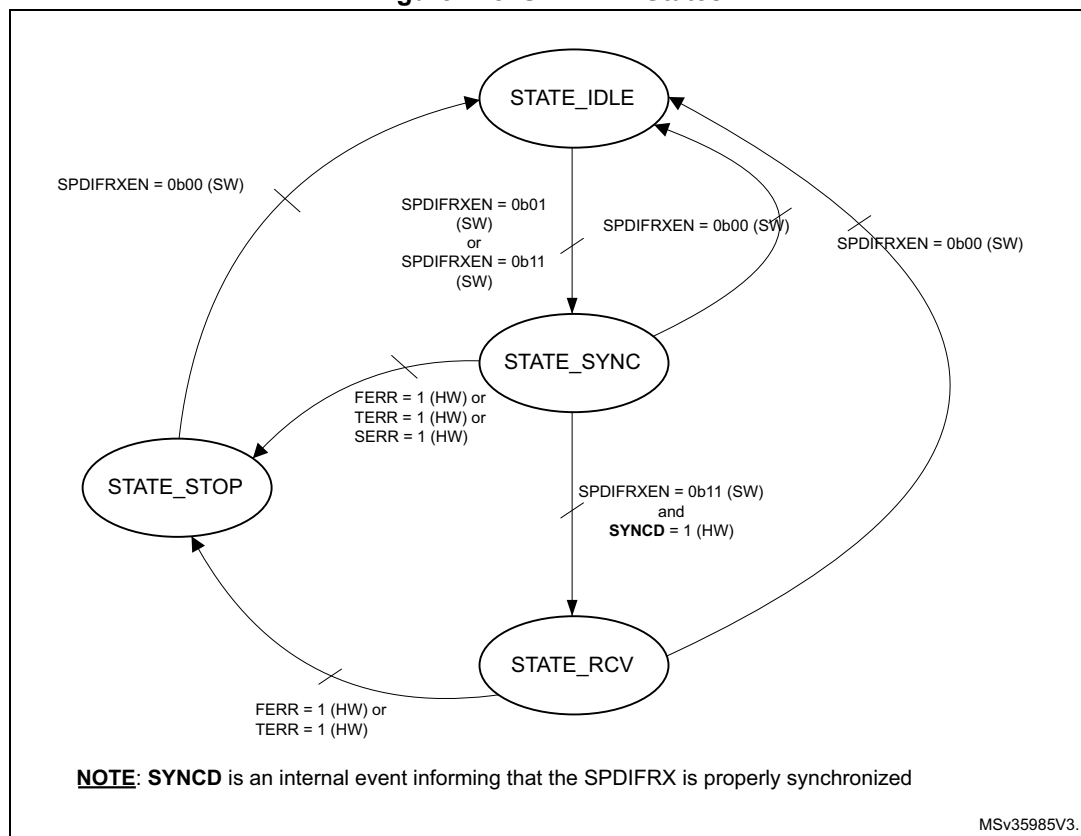 STATE_IDLE
SPDIFRXEN = 0b00 (SW)
SPDIFRXEN = 0b01
(SW)
or
SPDIFRXEN = 0b11
(SW)
SPDIFRXEN = 0b00 (SW)
SPDIFRXEN = 0b00 (SW)
STATE_SYNC
FERR = 1 (HW) or
TERR = 1 (HW) or
SERR = 1 (HW)
STATE_STOP
SPDIFRXEN = 0b11 (SW)
and
SYNCD = 1 (HW)
STATE_RCV
FERR = 1 (HW) or
TERR = 1 (HW)
NOTE: SYNCD is an internal event informing that the SPDIFRX is properly synchronized
MSv35985V3.